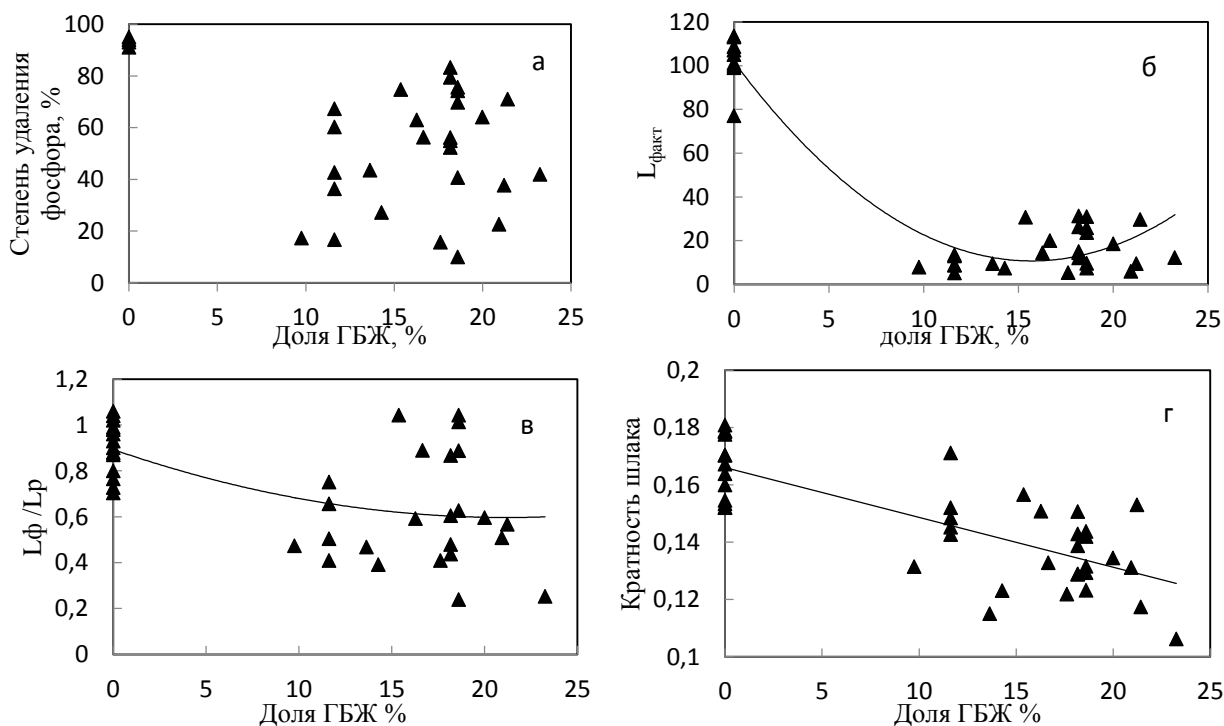 Степень удаления
фосфора, %
100
80
60
40
20
0
а
0 5 10 15 20 25
Доля ГБЖ, %
Lфакт
120
100
80
60
40
20
0
б
0 5 10 15 20 25
доля ГБЖ, %
Lф /Lр
1,2
1
0,8
0,6
0,4
0,2
0
в
0 5 10 15 20 25
Доля ГБЖ %
Кратность шлака
0,2
0,18
0,16
0,14
0,12
0,1
г
0 5 10 15 20 25
Доля ГБЖ %